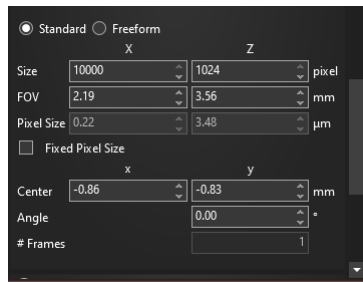 Standard Freeform
X Z
Size 10000 1024 pixel
FOV 2.19 3.56 mm
Pixel Size 0.22 3.48 µm
Fixed Pixel Size
x y
Center -0.86 -0.83 mm
Angle 0.00 °
# Frames 1